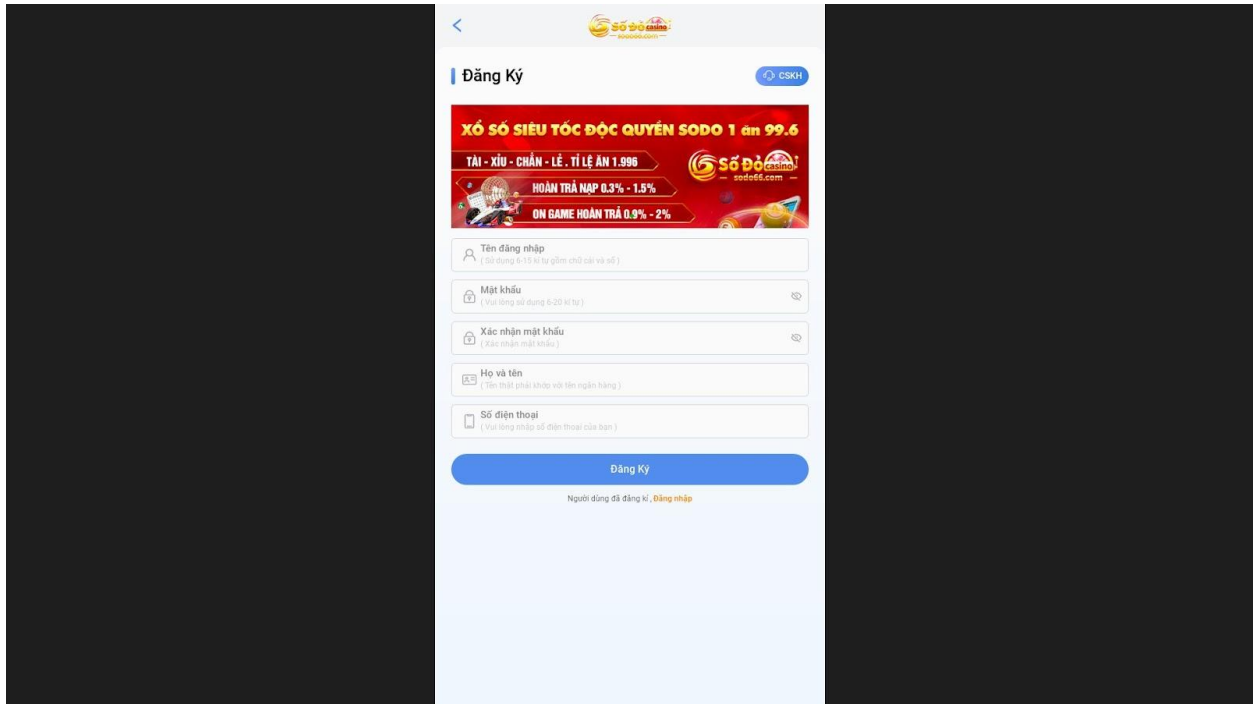 Số Đỏ casino
Đăng Ký
CSKH
XỔ SỐ SIÊU TỐC ĐỘC QUYỀN SODO 1 ăn 99.6
TÀI - XỈU - CHẴN - LẺ . TỈ LỆ ĂN 1.996
Số Đỏ casino
sodo66.com
HOÀN TRẢ NẠP 0.3% - 1.5%
ON GAME HOÀN TRẢ 0.9% - 2%
Tên đăng nhập
( Sử dụng 6-15 kí tự gồm chữ cái và số )
Mật khẩu
( Vui lòng sử dụng 6-20 kí tự )
Xác nhận mật khẩu
( Xác nhận mật khẩu )
Họ và tên
( Tên thật phải khớp với tên ngân hàng )
Số điện thoại
( Vui lòng nhập số điện thoại của bạn )
Đăng Ký
Người dùng đã đăng kí , Đăng nhập